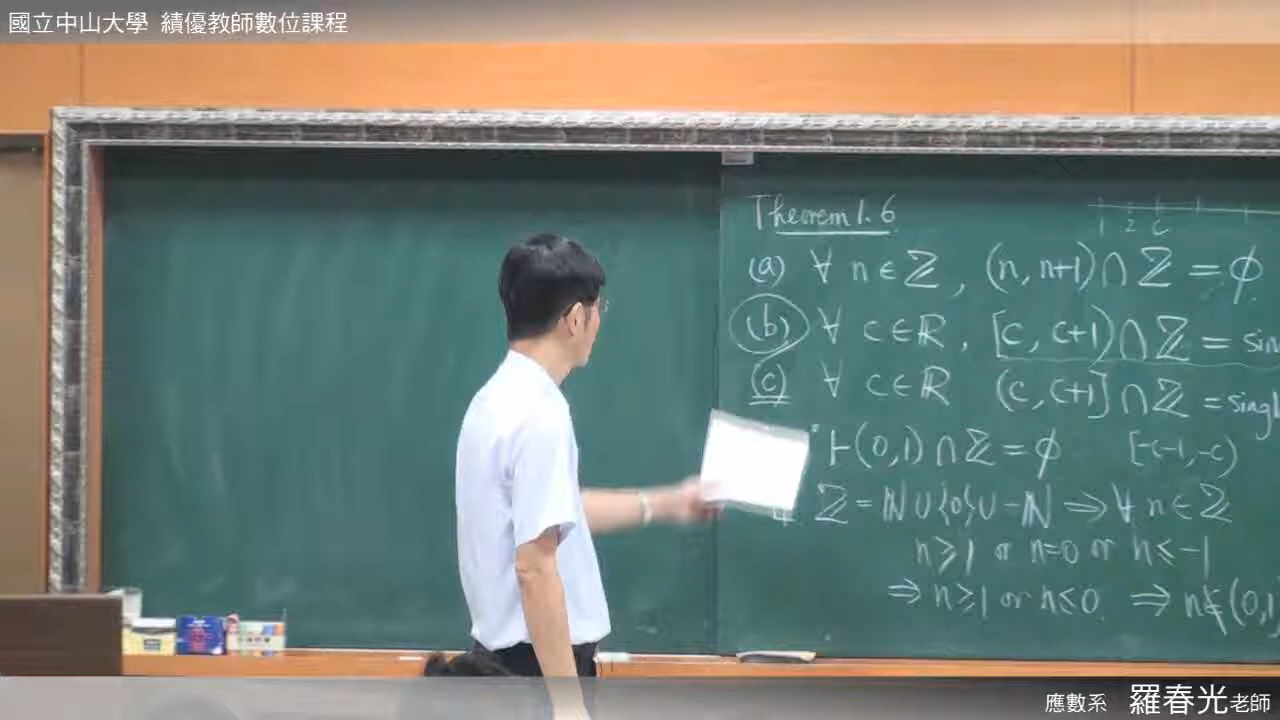 國立中山大學 績優教師數位課程
Theorem 1.6
1 2 c
(a) ∀ n∈ℤ, (n, n+1)∩ℤ = ϕ
(b) ∀ c∈ℝ, [c, c+1)∩ℤ = sin
(c) ∀ c∈ℝ (c, c+1]∩ℤ = singl
(0,1)∩ℤ = ϕ [-c-1, -c)
ℤ = ℕ∪{0}∪-ℕ ⇒ ∀ n∈ℤ
n≥1 or n=0 or n≤-1
⇒ n≥1 or n≤0 ⇒ n∉(0,1)
應數系 羅春光老師